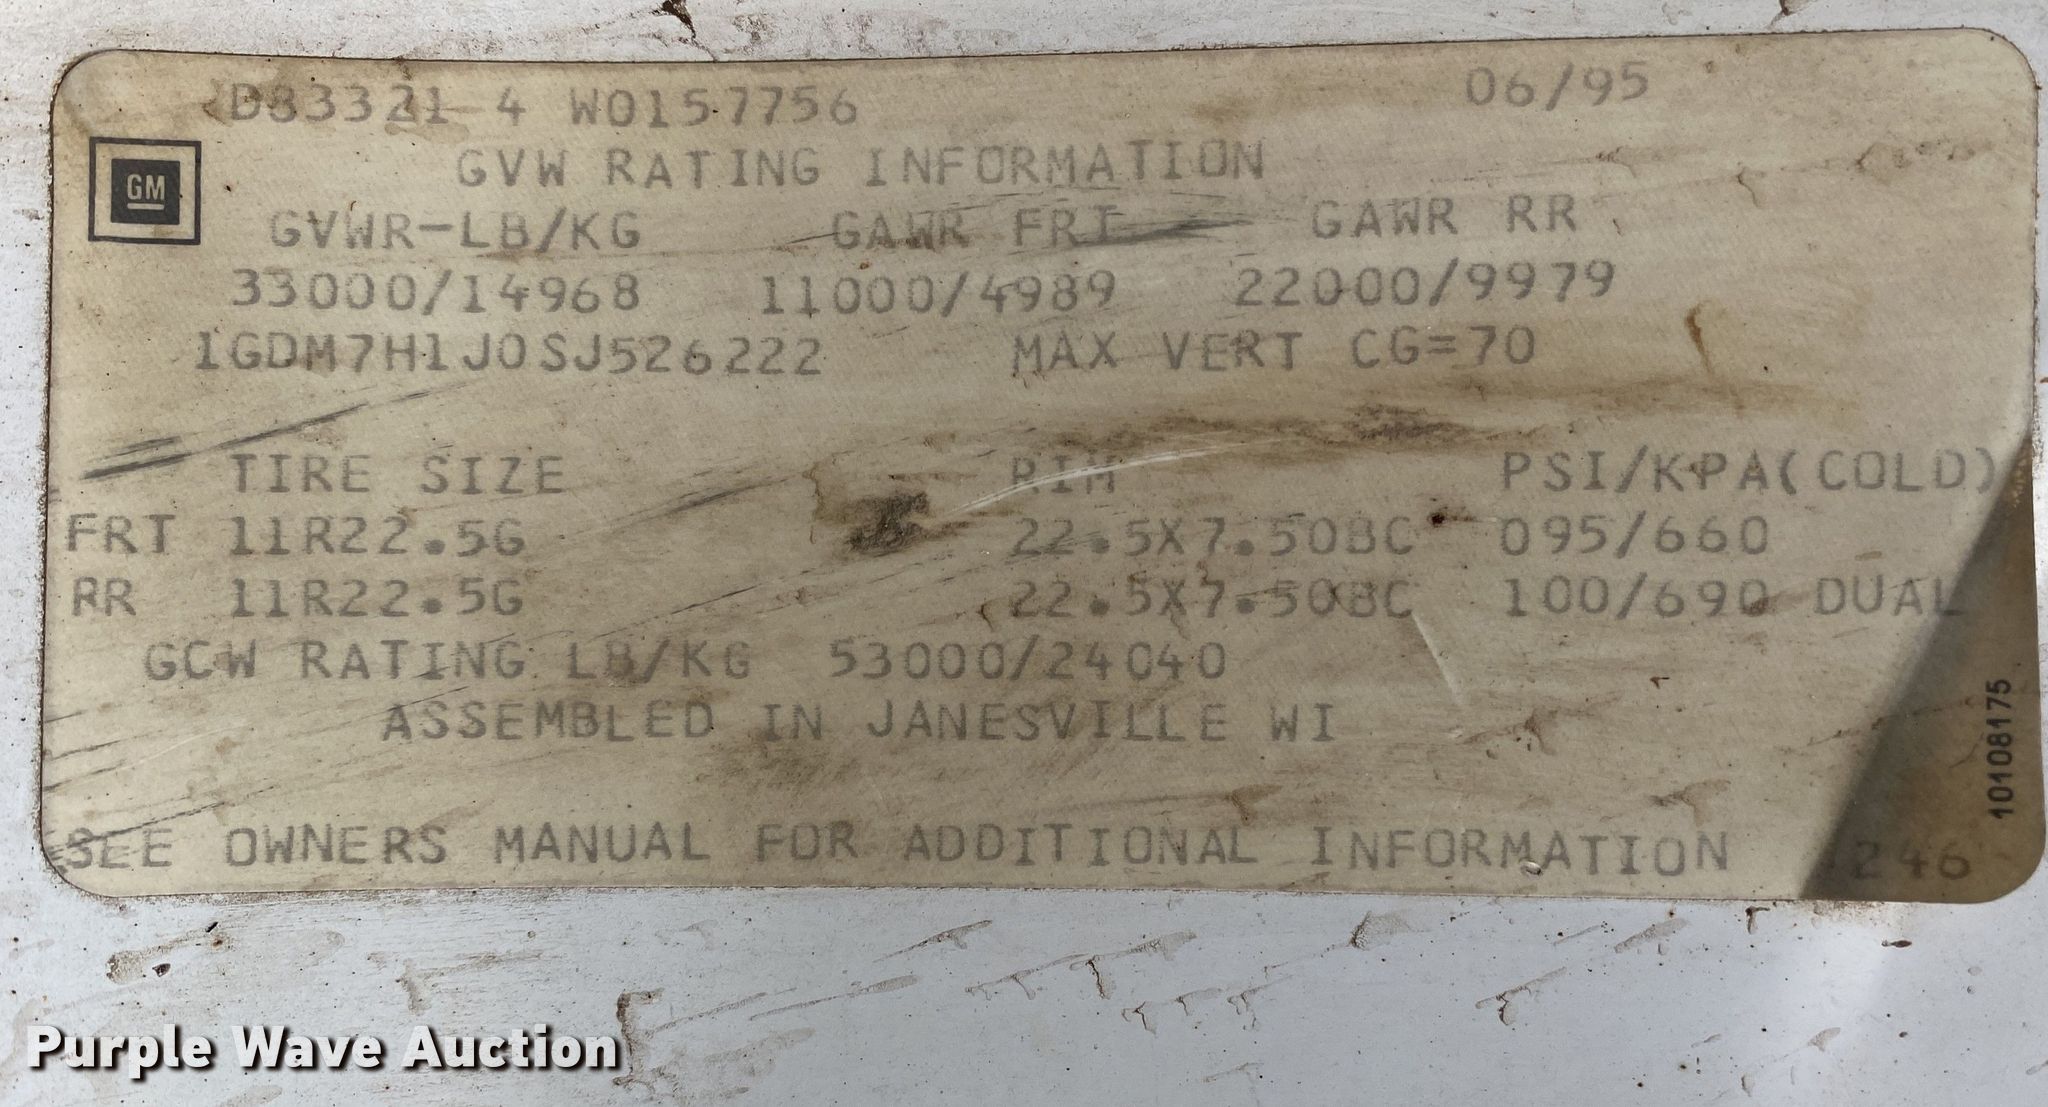 D83321 4 W0157756 06/95
GVW RATING INFORMATION
GM
GVWR-LB/KG GAWR FRT GAWR RR
33000/14968 11000/4989 22000/9979
1GDM7H1J0SJ526222 MAX VERT CG=70
TIRE SIZE RIM PSI/KPA(COLD)
FRT 11R22.5G 22.5X7.50BC 095/660
RR 11R22.5G 22.5X7.50BC 100/690 DUAL
GCW RATING LB/KG 53000/24040
ASSEMBLED IN JANESVILLE WI
10108175
SEE OWNERS MANUAL FOR ADDITIONAL INFORMATION
Purple Wave Auction